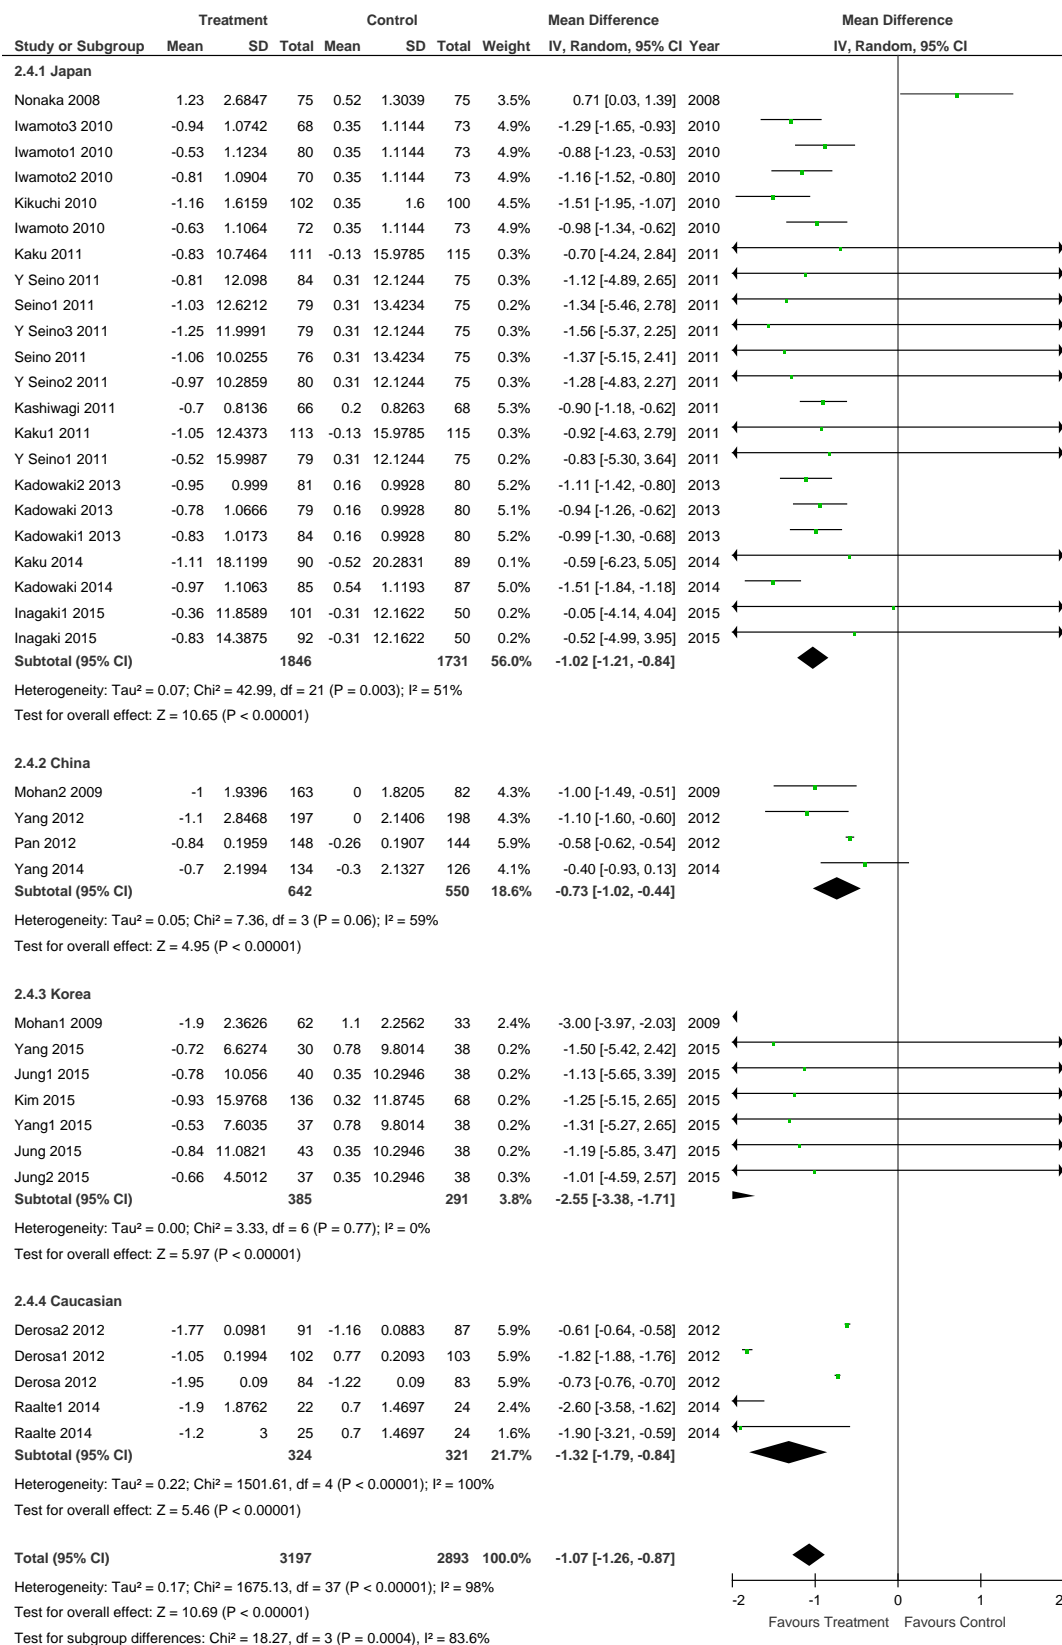 Treatment Control Mean Difference Mean Difference
Study or Subgroup Mean SD Total Mean SD Total Weight IV, Random, 95% CI Year IV, Random, 95% CI
2.4.1 Japan
Nonaka 2008 1.23 2.6847 75 0.52 1.3039 75 3.5% 0.71 [0.03, 1.39] 2008
Iwamoto3 2010 -0.94 1.0742 68 0.35 1.1144 73 4.9% -1.29 [-1.65, -0.93] 2010
Iwamoto1 2010 -0.53 1.1234 80 0.35 1.1144 73 4.9% -0.88 [-1.23, -0.53] 2010
Iwamoto2 2010 -0.81 1.0904 70 0.35 1.1144 73 4.9% -1.16 [-1.52, -0.80] 2010
Kikuchi 2010 -1.16 1.6159 102 0.35 1.6 100 4.5% -1.51 [-1.95, -1.07] 2010
Iwamoto 2010 -0.63 1.1064 72 0.35 1.1144 73 4.9% -0.98 [-1.34, -0.62] 2010
Kaku 2011 -0.83 10.7464 111 -0.13 15.9785 115 0.3% -0.70 [-4.24, 2.84] 2011
Y Seino 2011 -0.81 12.098 84 0.31 12.1244 75 0.3% -1.12 [-4.89, 2.65] 2011
Seino1 2011 -1.03 12.6212 79 0.31 13.4234 75 0.2% -1.34 [-5.46, 2.78] 2011
Y Seino3 2011 -1.25 11.9991 79 0.31 12.1244 75 0.3% -1.56 [-5.37, 2.25] 2011
Seino 2011 -1.06 10.0255 76 0.31 13.4234 75 0.3% -1.37 [-5.15, 2.41] 2011
Y Seino2 2011 -0.97 10.2859 80 0.31 12.1244 75 0.3% -1.28 [-4.83, 2.27] 2011
Kashiwagi 2011 -0.7 0.8136 66 0.2 0.8263 68 5.3% -0.90 [-1.18, -0.62] 2011
Kaku1 2011 -1.05 12.4373 113 -0.13 15.9785 115 0.3% -0.92 [-4.63, 2.79] 2011
Y Seino1 2011 -0.52 15.9987 79 0.31 12.1244 75 0.2% -0.83 [-5.30, 3.64] 2011
Kadowaki2 2013 -0.95 0.999 81 0.16 0.9928 80 5.2% -1.11 [-1.42, -0.80] 2013
Kadowaki 2013 -0.78 1.0666 79 0.16 0.9928 80 5.1% -0.94 [-1.26, -0.62] 2013
Kadowaki1 2013 -0.83 1.0173 84 0.16 0.9928 80 5.2% -0.99 [-1.30, -0.68] 2013
Kaku 2014 -1.11 18.1199 90 -0.52 20.2831 89 0.1% -0.59 [-6.23, 5.05] 2014
Kadowaki 2014 -0.97 1.1063 85 0.54 1.1193 87 5.0% -1.51 [-1.84, -1.18] 2014
Inagaki1 2015 -0.36 11.8589 101 -0.31 12.1622 50 0.2% -0.05 [-4.14, 4.04] 2015
Inagaki 2015 -0.83 14.3875 92 -0.31 12.1622 50 0.2% -0.52 [-4.99, 3.95] 2015
Subtotal (95% CI) 1846 1731 56.0% -1.02 [-1.21, -0.84]
Heterogeneity: Tau² = 0.07; Chi² = 42.99, df = 21 (P = 0.003); I² = 51%
Test for overall effect: Z = 10.65 (P < 0.00001)
2.4.2 China
Mohan2 2009 -1 1.9396 163 0 1.8205 82 4.3% -1.00 [-1.49, -0.51] 2009
Yang 2012 -1.1 2.8468 197 0 2.1406 198 4.3% -1.10 [-1.60, -0.60] 2012
Pan 2012 -0.84 0.1959 148 -0.26 0.1907 144 5.9% -0.58 [-0.62, -0.54] 2012
Yang 2014 -0.7 2.1994 134 -0.3 2.1327 126 4.1% -0.40 [-0.93, 0.13] 2014
Subtotal (95% CI) 642 550 18.6% -0.73 [-1.02, -0.44]
Heterogeneity: Tau² = 0.05; Chi² = 7.36, df = 3 (P = 0.06); I² = 59%
Test for overall effect: Z = 4.95 (P < 0.00001)
2.4.3 Korea
Mohan1 2009 -1.9 2.3626 62 1.1 2.2562 33 2.4% -3.00 [-3.97, -2.03] 2009
Yang 2015 -0.72 6.6274 30 0.78 9.8014 38 0.2% -1.50 [-5.42, 2.42] 2015
Jung1 2015 -0.78 10.056 40 0.35 10.2946 38 0.2% -1.13 [-5.65, 3.39] 2015
Kim 2015 -0.93 15.9768 136 0.32 11.8745 68 0.2% -1.25 [-5.15, 2.65] 2015
Yang1 2015 -0.53 7.6035 37 0.78 9.8014 38 0.2% -1.31 [-5.27, 2.65] 2015
Jung 2015 -0.84 11.0821 43 0.35 10.2946 38 0.2% -1.19 [-5.85, 3.47] 2015
Jung2 2015 -0.66 4.5012 37 0.35 10.2946 38 0.3% -1.01 [-4.59, 2.57] 2015
Subtotal (95% CI) 385 291 3.8% -2.55 [-3.38, -1.71]
Heterogeneity: Tau² = 0.00; Chi² = 3.33, df = 6 (P = 0.77); I² = 0%
Test for overall effect: Z = 5.97 (P < 0.00001)
2.4.4 Caucasian
Derosa2 2012 -1.77 0.0981 91 -1.16 0.0883 87 5.9% -0.61 [-0.64, -0.58] 2012
Derosa1 2012 -1.05 0.1994 102 0.77 0.2093 103 5.9% -1.82 [-1.88, -1.76] 2012
Derosa 2012 -1.95 0.09 84 -1.22 0.09 83 5.9% -0.73 [-0.76, -0.70] 2012
Raalte1 2014 -1.9 1.8762 22 0.7 1.4697 24 2.4% -2.60 [-3.58, -1.62] 2014
Raalte 2014 -1.2 3 25 0.7 1.4697 24 1.6% -1.90 [-3.21, -0.59] 2014
Subtotal (95% CI) 324 321 21.7% -1.32 [-1.79, -0.84]
Heterogeneity: Tau² = 0.22; Chi² = 1501.61, df = 4 (P < 0.00001); I² = 100%
Test for overall effect: Z = 5.46 (P < 0.00001)
Total (95% CI) 3197 2893 100.0% -1.07 [-1.26, -0.87]
Heterogeneity: Tau² = 0.17; Chi² = 1675.13, df = 37 (P < 0.00001); I² = 98%
Test for overall effect: Z = 10.69 (P < 0.00001)
Test for subgroup differences: Chi² = 18.27, df = 3 (P = 0.0004), I² = 83.6%
-2 -1 0 1 2
Favours Treatment Favours Control